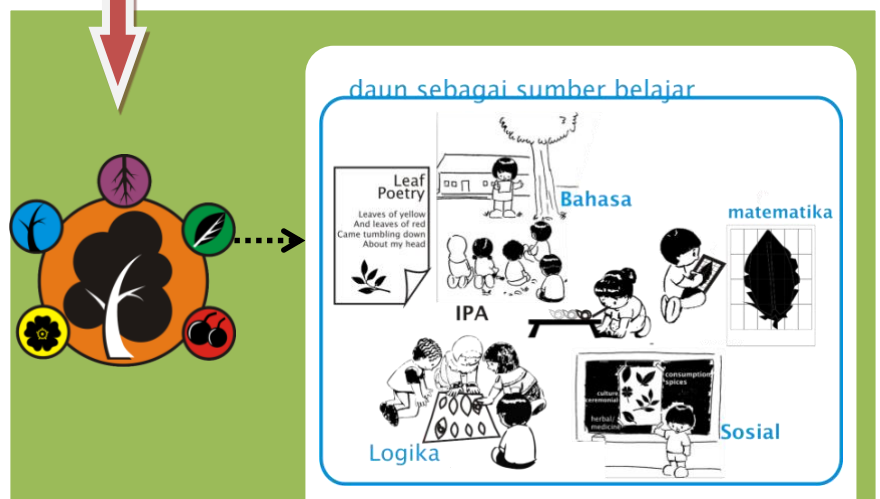 daun sebagai sumber belajar
Leaf
Poetry
Leaves of yellow
And leaves of red
Came tumbling down
About my head
Bahasa
matematika
IPA
Logika
culture
ceremonial
herbal/
medicine
consumption
spices
Sosial